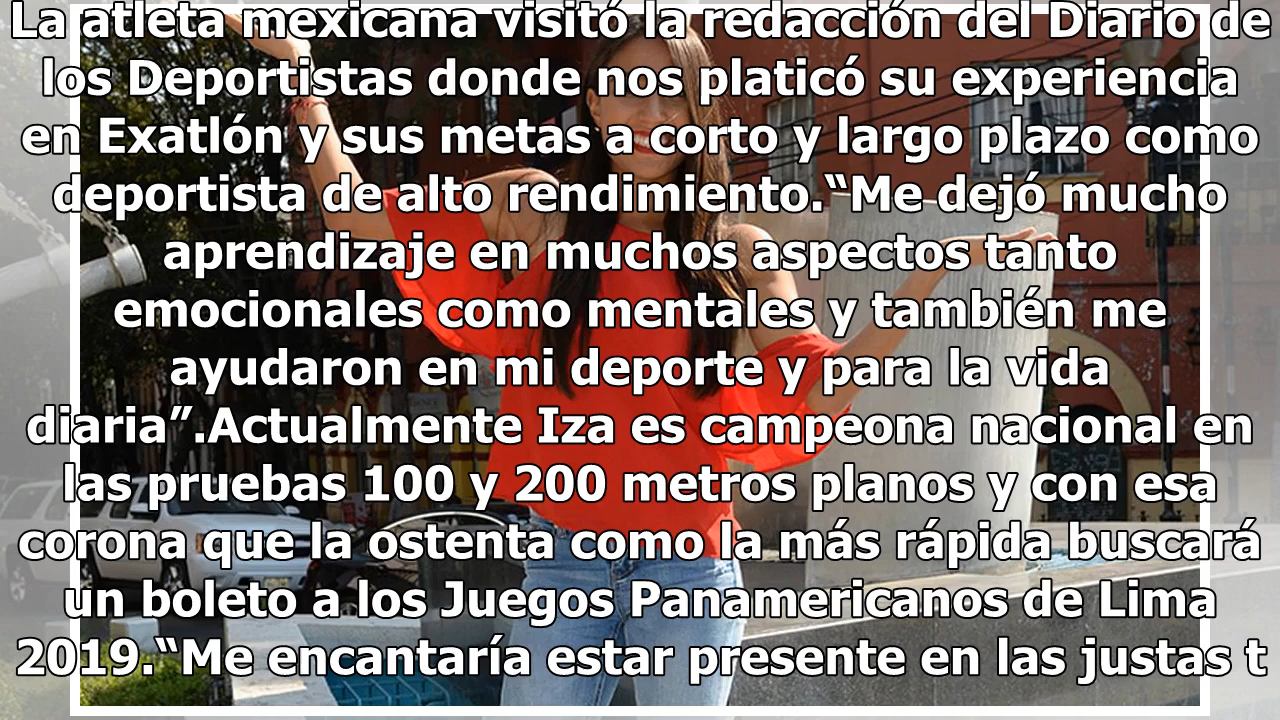 La atleta mexicana visitó la redacción del Diario de
los Deportistas donde nos platicó su experiencia
en Exatlón y sus metas a corto y largo plazo como
deportista de alto rendimiento.“Me dejó mucho
aprendizaje en muchos aspectos tanto
emocionales como mentales y también me
ayudaron en mi deporte y para la vida
diaria”.Actualmente Iza es campeona nacional en
las pruebas 100 y 200 metros planos y con esa
corona que la ostenta como la más rápida buscará
un boleto a los Juegos Panamericanos de Lima
2019.“Me encantaría estar presente en las justas t